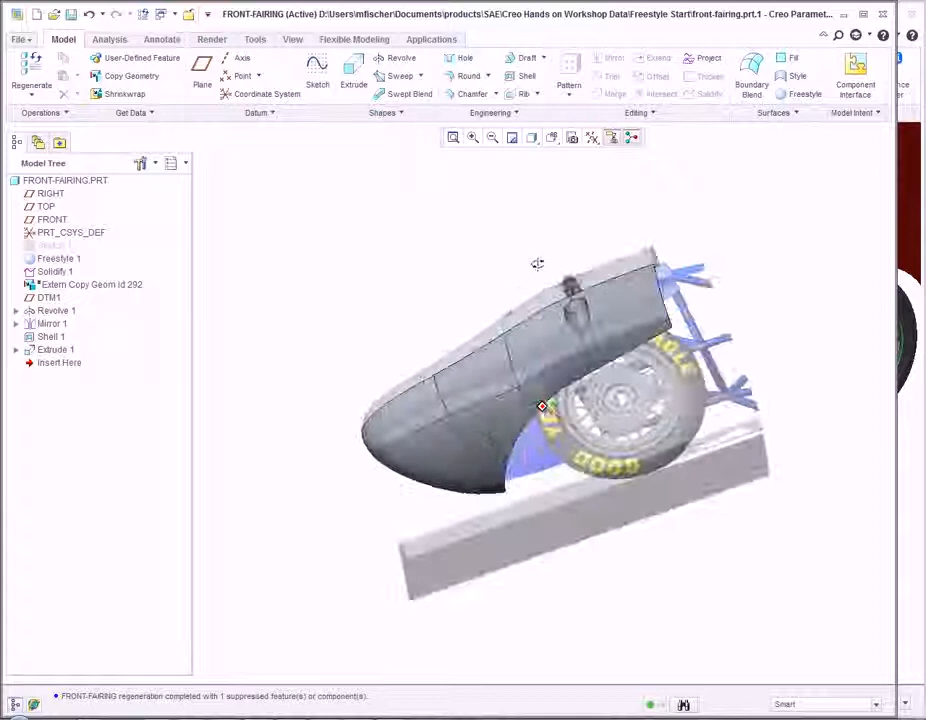 FRONT-FAIRING (Active) D:\Users\mfischer\Documents\products\SAE\Creo Hands on Workshop Data\Freestyle Start\front-fairing.prt.1 - Creo Paramet...
File Model Analysis Annotate Render Tools View Flexible Modeling Applications
Regenerate
User-Defined Feature
Copy Geometry
Shrinkwrap
Plane
Axis
Point
Coordinate System
Sketch
Extrude
Revolve
Sweep
Swept Blend
Hole
Round
Chamfer
Draft
Shell
Rib
Pattern
Mirror
Trim
Merge
Extend
Offset
Intersect
Project
Thicken
Solidify
Boundary
Blend
Fill
Style
Freestyle
Component
Interface
Operations Get Data Datum Shapes Engineering Editing Surfaces Model Intent
Model Tree
FRONT-FAIRING.PRT
RIGHT
TOP
FRONT
PRT_CSYS_DEF
Sketch 1
Freestyle 1
Solidify 1
Extern Copy Geom id 292
DTM1
Revolve 1
Mirror 1
Shell 1
Extrude 1
Insert Here
GOOD
FRONT-FAIRING regeneration completed with 1 suppressed feature(s) or component(s).
Smart